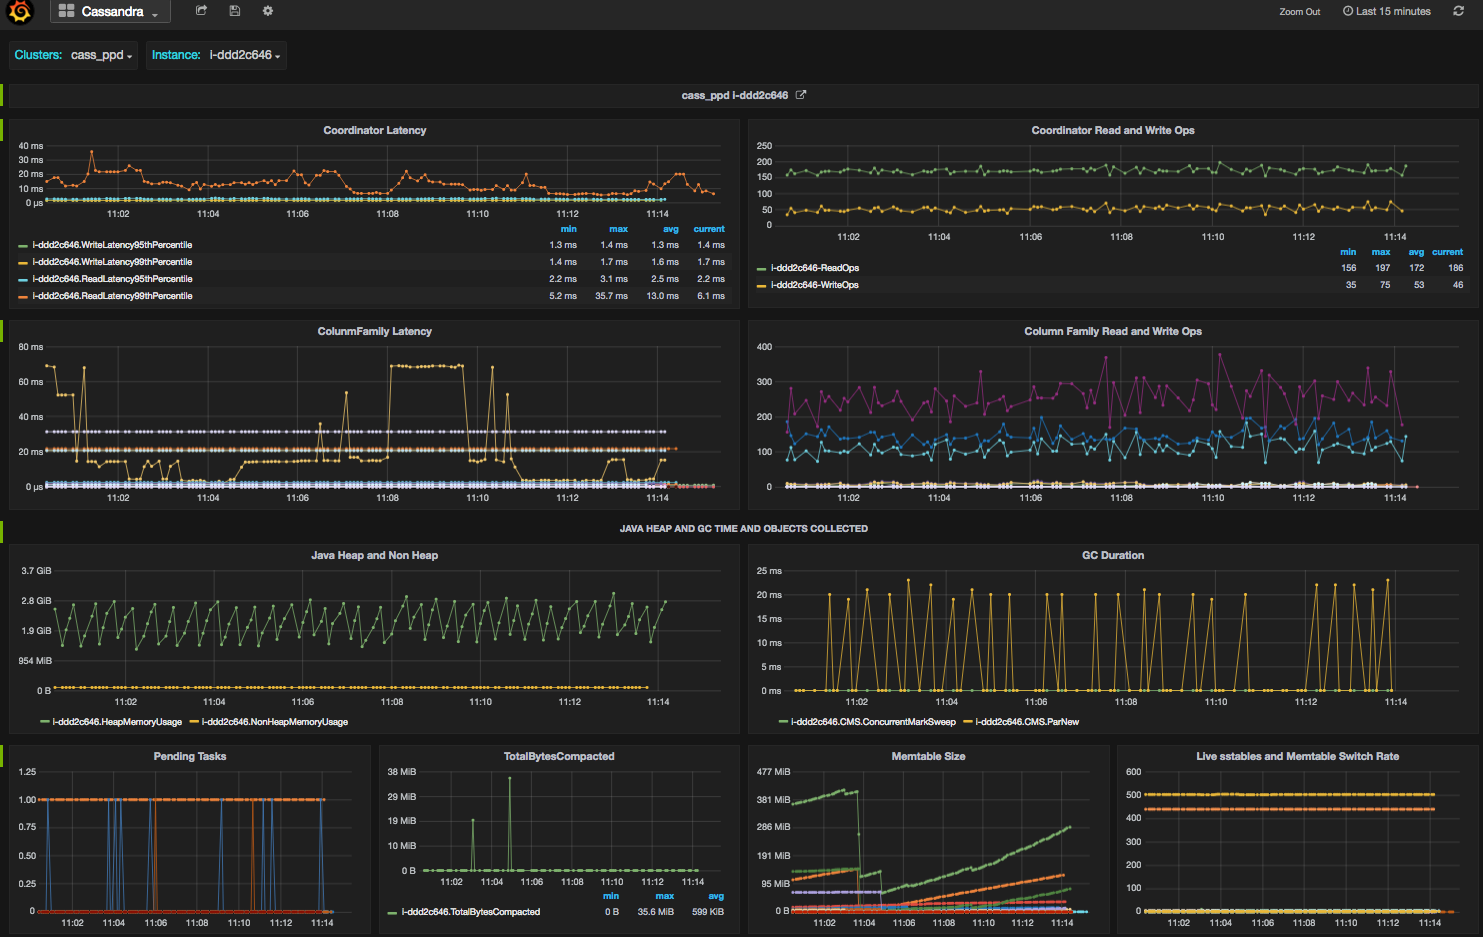 Cassandra
Zoom Out
Last 15 minutes
Clusters: cass_ppd
Instance: i-ddd2c646
cass_ppd i-ddd2c646
Coordinator Latency
40 ms
30 ms
20 ms
10 ms
0 µs
11:02 11:04 11:06 11:08 11:10 11:12 11:14
min max avg current
i-ddd2c646.WriteLatency95thPercentile 1.3 ms 1.4 ms 1.3 ms 1.4 ms
i-ddd2c646.WriteLatency99thPercentile 1.4 ms 1.7 ms 1.6 ms 1.7 ms
i-ddd2c646.ReadLatency95thPercentile 2.2 ms 3.1 ms 2.5 ms 2.2 ms
i-ddd2c646.ReadLatency99thPercentile 5.2 ms 35.7 ms 13.0 ms 6.1 ms
Coordinator Read and Write Ops
250
200
150
100
50
0
11:02 11:04 11:06 11:08 11:10 11:12 11:14
min max avg current
i-ddd2c646-ReadOps 156 197 172 186
i-ddd2c646-WriteOps 35 75 53 46
ColunmFamily Latency
80 ms
60 ms
40 ms
20 ms
0 µs
11:02 11:04 11:06 11:08 11:10 11:12 11:14
Column Family Read and Write Ops
400
300
200
100
0
11:02 11:04 11:06 11:08 11:10 11:12 11:14
JAVA HEAP AND GC TIME AND OBJECTS COLLECTED
Java Heap and Non Heap
3.7 GiB
2.8 GiB
1.9 GiB
954 MiB
0 B
11:02 11:04 11:06 11:08 11:10 11:12 11:14
i-ddd2c646.HeapMemoryUsage i-ddd2c646.NonHeapMemoryUsage
GC Duration
25 ms
20 ms
15 ms
10 ms
5 ms
0 ms
11:02 11:04 11:06 11:08 11:10 11:12 11:14
i-ddd2c646.CMS.ConcurrentMarkSweep i-ddd2c646.CMS.ParNew
Pending Tasks
1.25
1.00
0.75
0.50
0.25
0
11:02 11:04 11:06 11:08 11:10 11:12 11:14
TotalBytesCompacted
38 MiB
29 MiB
19 MiB
10 MiB
0 B
11:02 11:04 11:06 11:08 11:10 11:12 11:14
min max avg
i-ddd2c646.TotalBytesCompacted 0 B 35.6 MiB 599 KiB
Memtable Size
477 MiB
381 MiB
286 MiB
191 MiB
95 MiB
0 B
11:02 11:04 11:06 11:08 11:10 11:12 11:14
Live sstables and Memtable Switch Rate
600
500
400
300
200
100
0
11:02 11:04 11:06 11:08 11:10 11:12 11:14